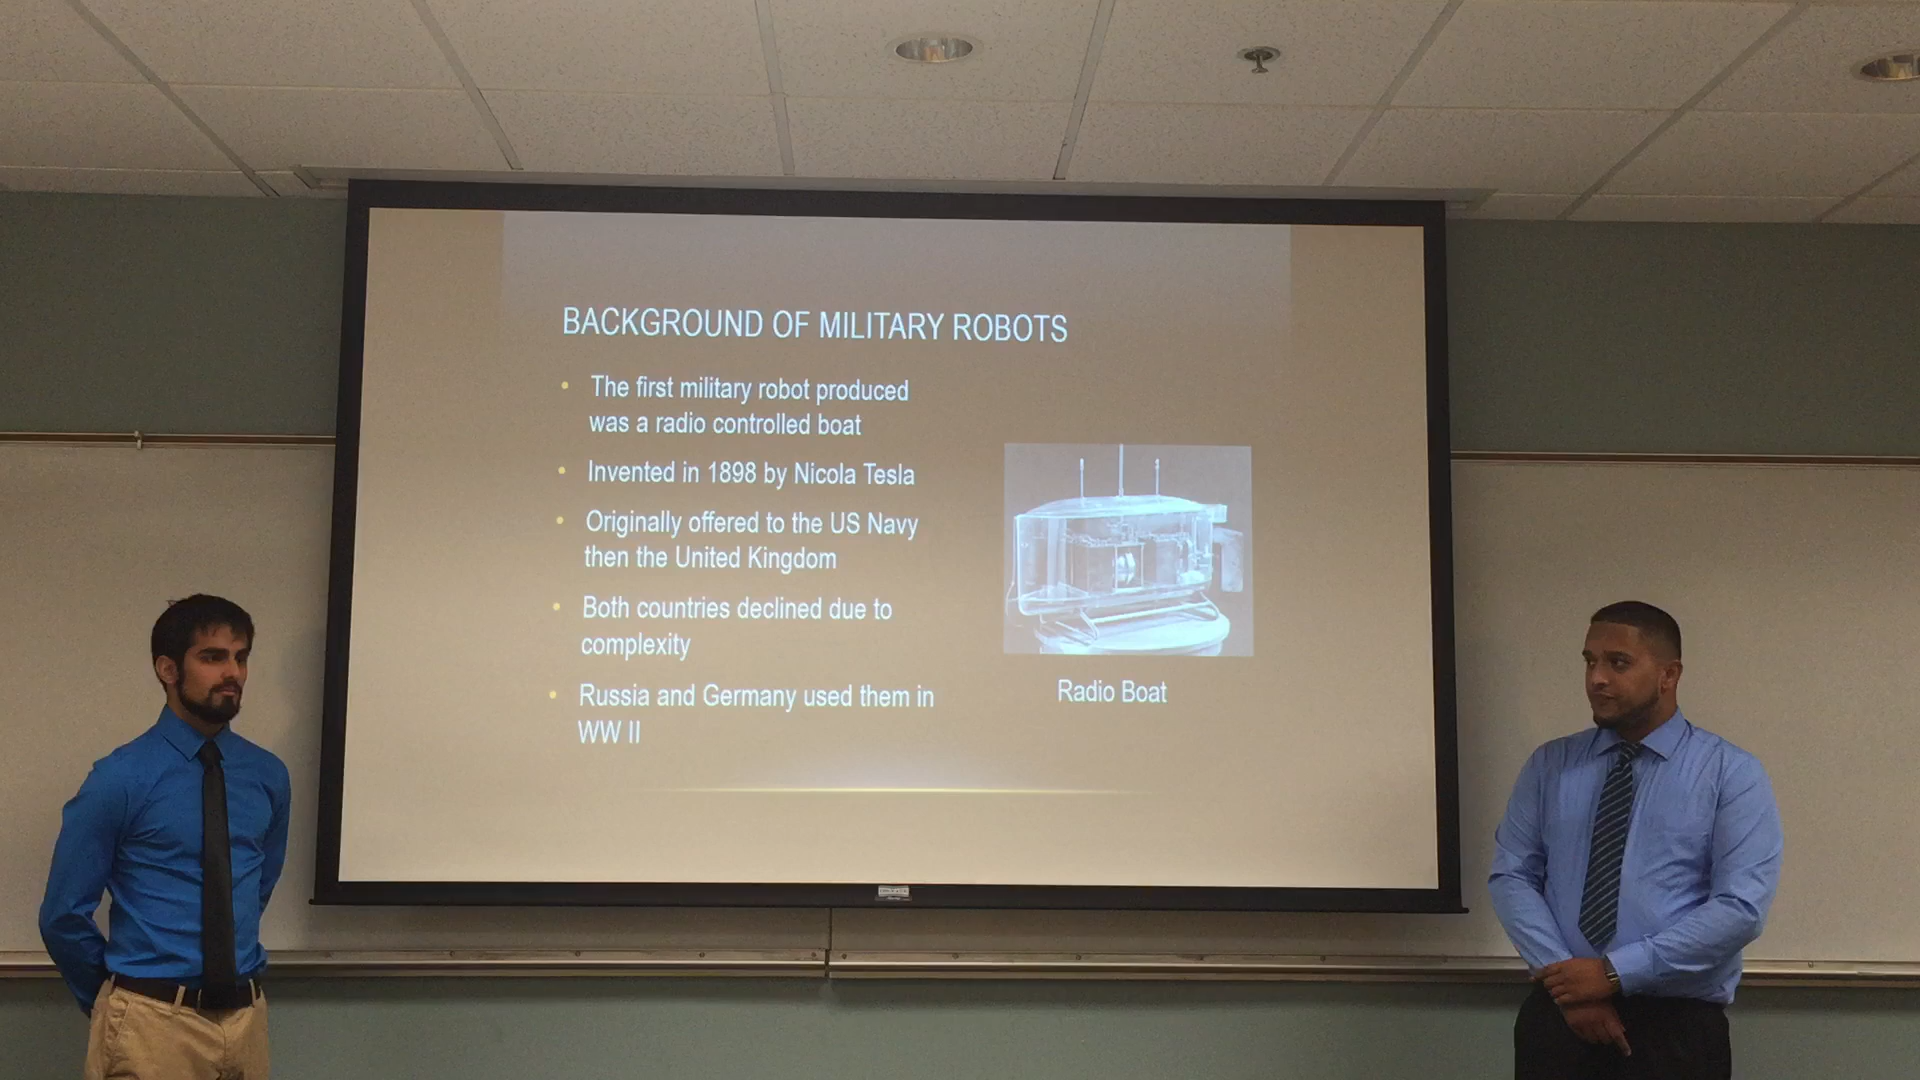 BACKGROUND OF MILITARY ROBOTS
• The first military robot produced
was a radio controlled boat
• Invented in 1898 by Nicola Tesla
• Originally offered to the US Navy
then the United Kingdom
• Both countries declined due to
complexity
• Russia and Germany used them in
WW II
Radio Boat